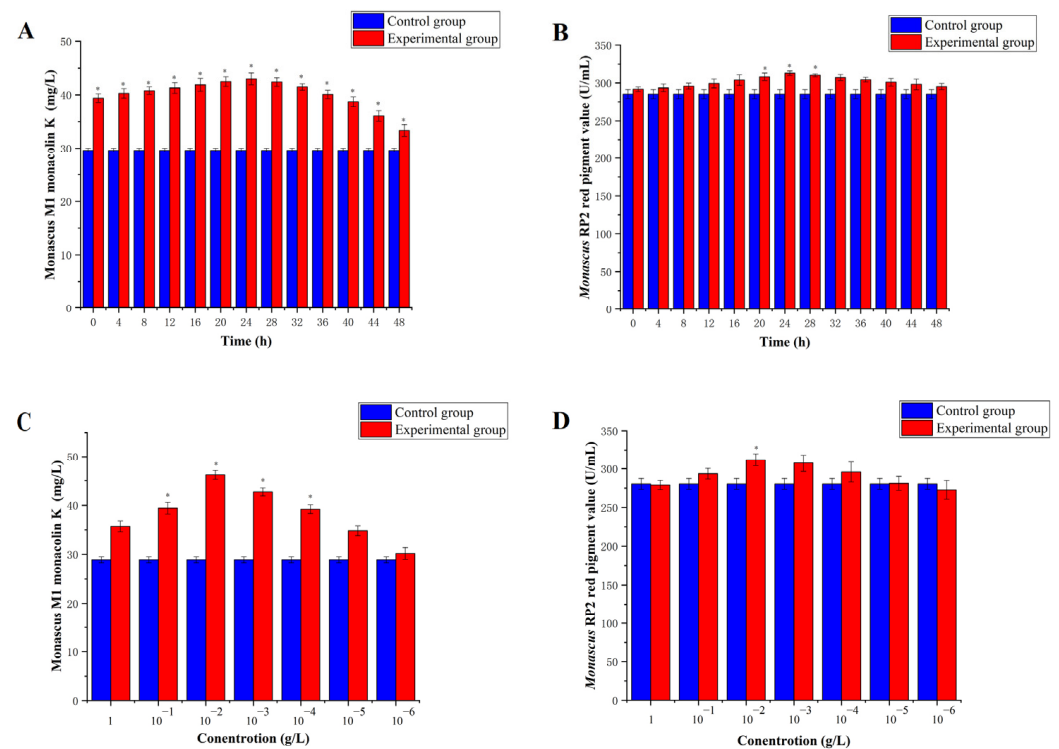 A
Control group
Experimental group
Monascus M1 monacolin K (mg/L)
50
40
30
20
10
0
* * * * * * * * * * * * *
0 4 8 12 16 20 24 28 32 36 40 44 48
Time (h)
B
Control group
Experimental group
Monascus RP2 red pigment value (U/mL)
350
300
250
200
150
100
50
0
* * *
0 4 8 12 16 20 24 28 32 36 40 44 48
Time (h)
C
Control group
Experimental group
Monascus M1 monacolin K (mg/L)
50
40
30
20
10
0
* * * *
1 10⁻¹ 10⁻² 10⁻³ 10⁻⁴ 10⁻⁵ 10⁻⁶
Conentrotion (g/L)
D
Control group
Experimental group
Monascus RP2 red pigment value (U/mL)
350
300
250
200
150
100
50
0
*
1 10⁻¹ 10⁻² 10⁻³ 10⁻⁴ 10⁻⁵ 10⁻⁶
Conentrotion (g/L)